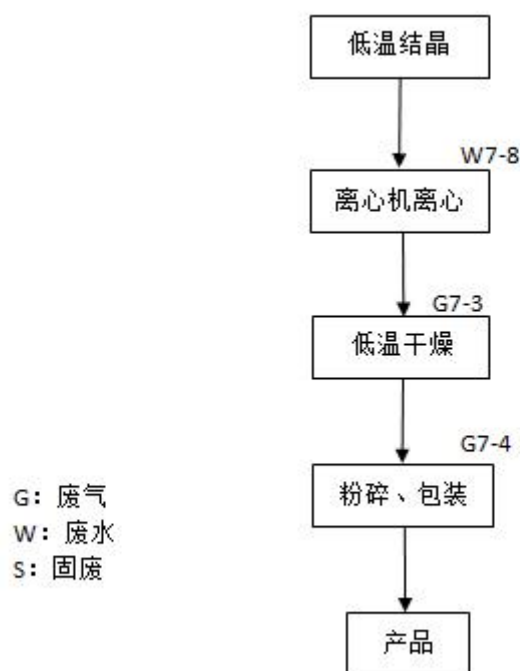 低温结晶
W7-8
离心机离心
G7-3
低温干燥
G7-4
粉碎、包装
G：废气
W：废水
S：固废
产品